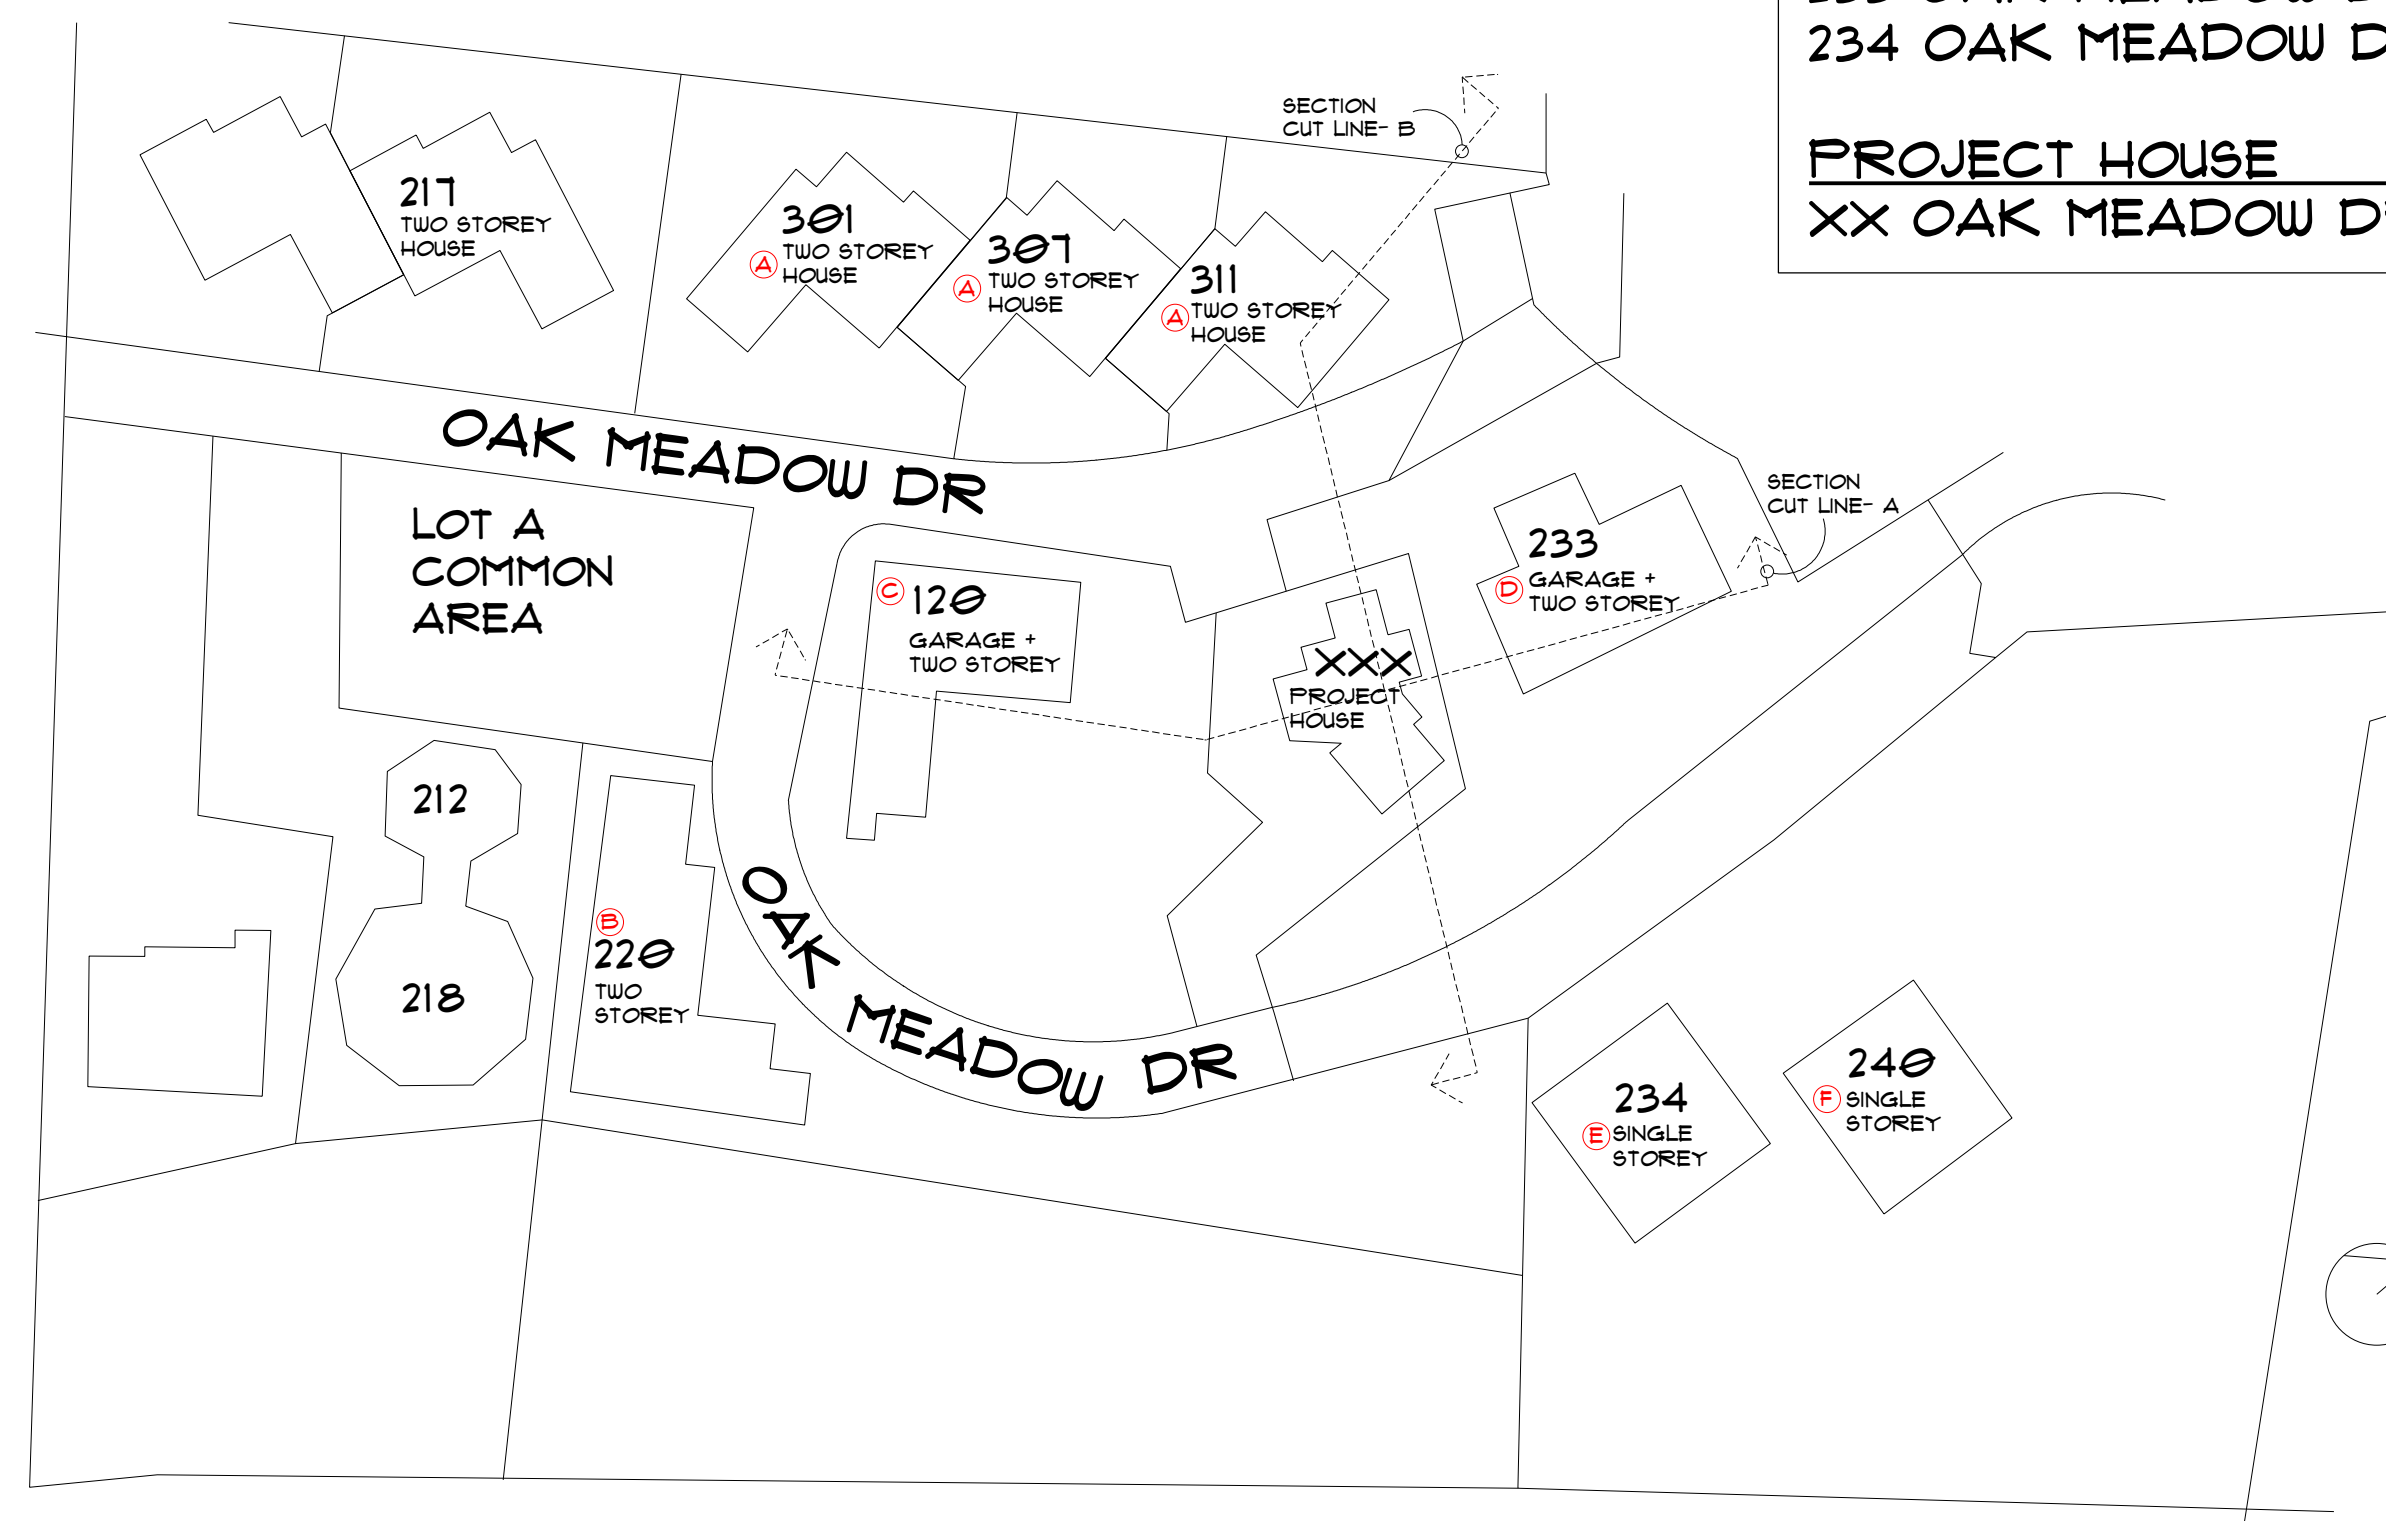 234 OAK MEADOW D
PROJECT HOUSE
XX OAK MEADOW D
SECTION
CUT LINE- B
217
TWO STOREY
HOUSE
301
A TWO STOREY
HOUSE
307
A TWO STOREY
HOUSE
311
A TWO STOREY
HOUSE
OAK MEADOW DR
SECTION
CUT LINE- A
LOT A
COMMON
AREA
C 120
GARAGE +
TWO STOREY
233
D GARAGE +
TWO STOREY
XXX
PROJECT
HOUSE
212
218
B
220
TWO
STOREY
OAK MEADOW DR
234
E SINGLE
STOREY
240
F SINGLE
STOREY